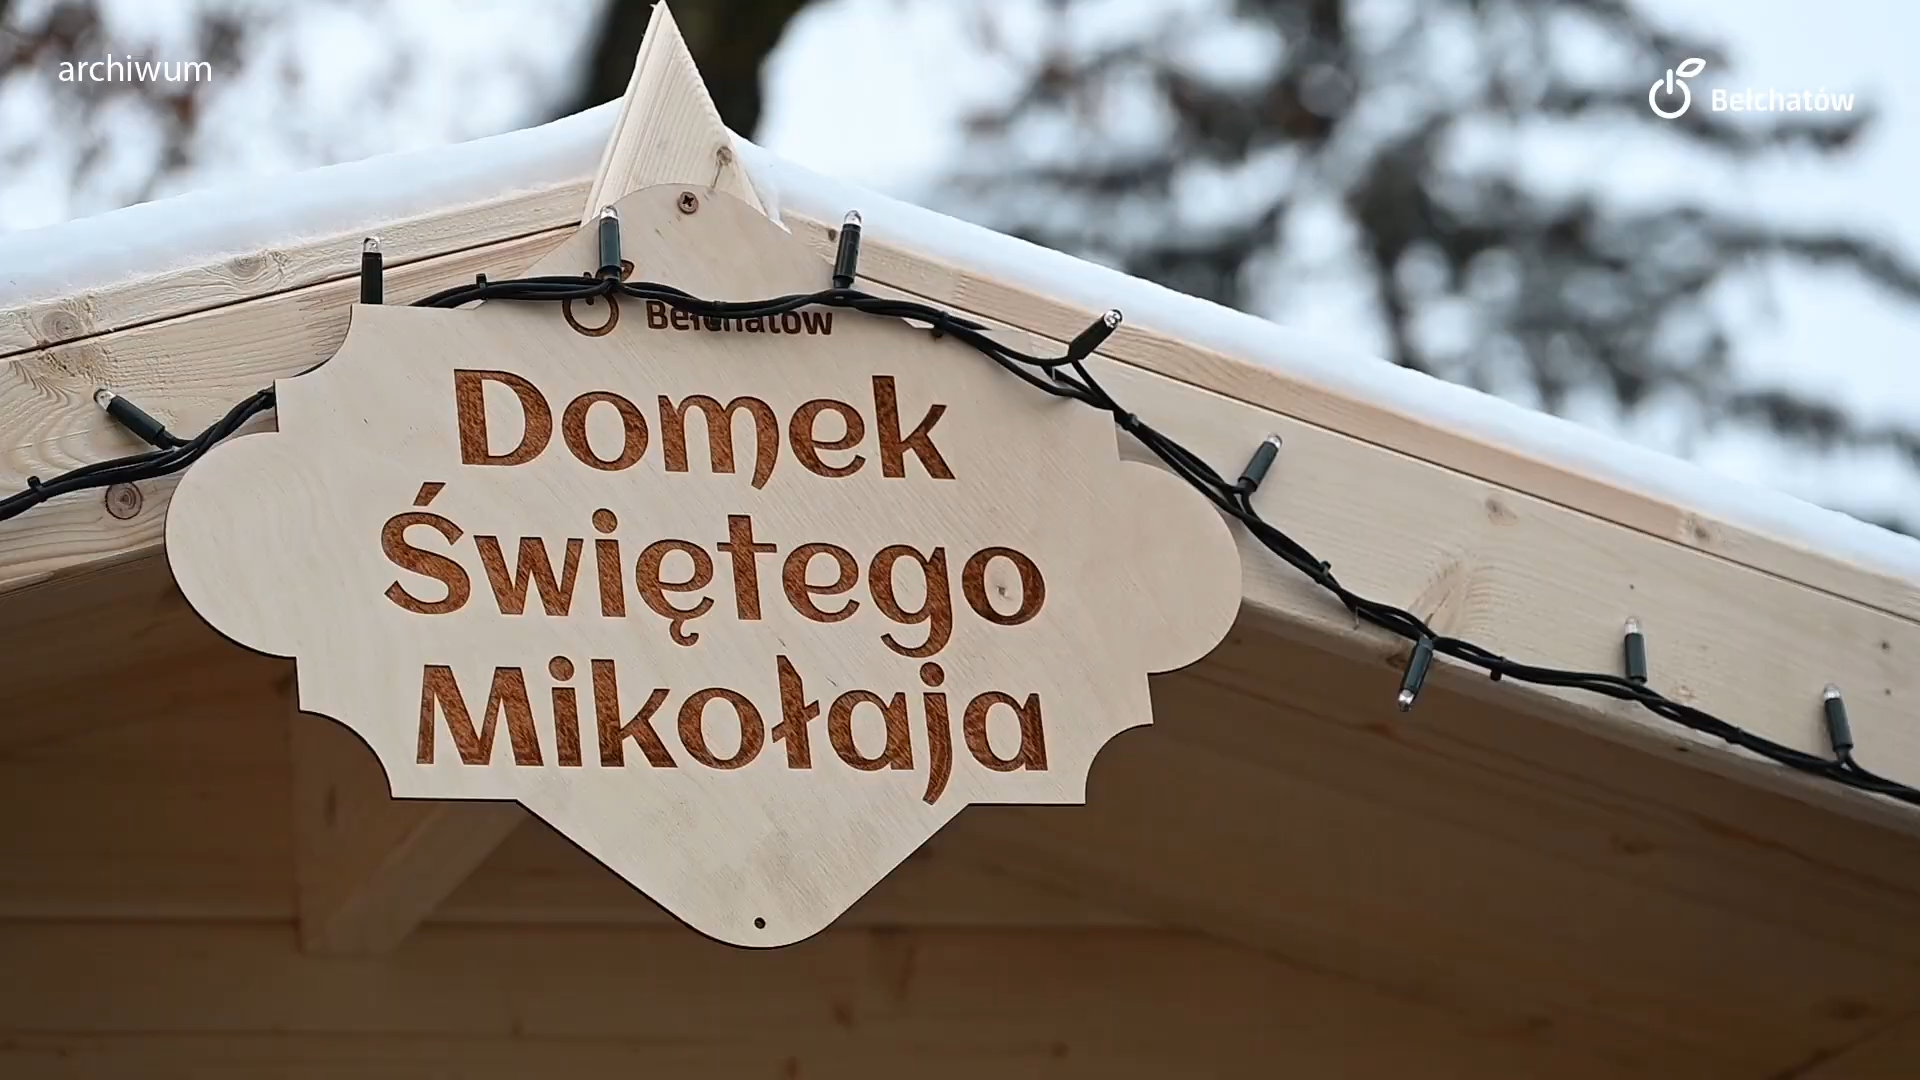 archiwum
Bełchatów
Bełchatów
Domek
Świętego
Mikołaja